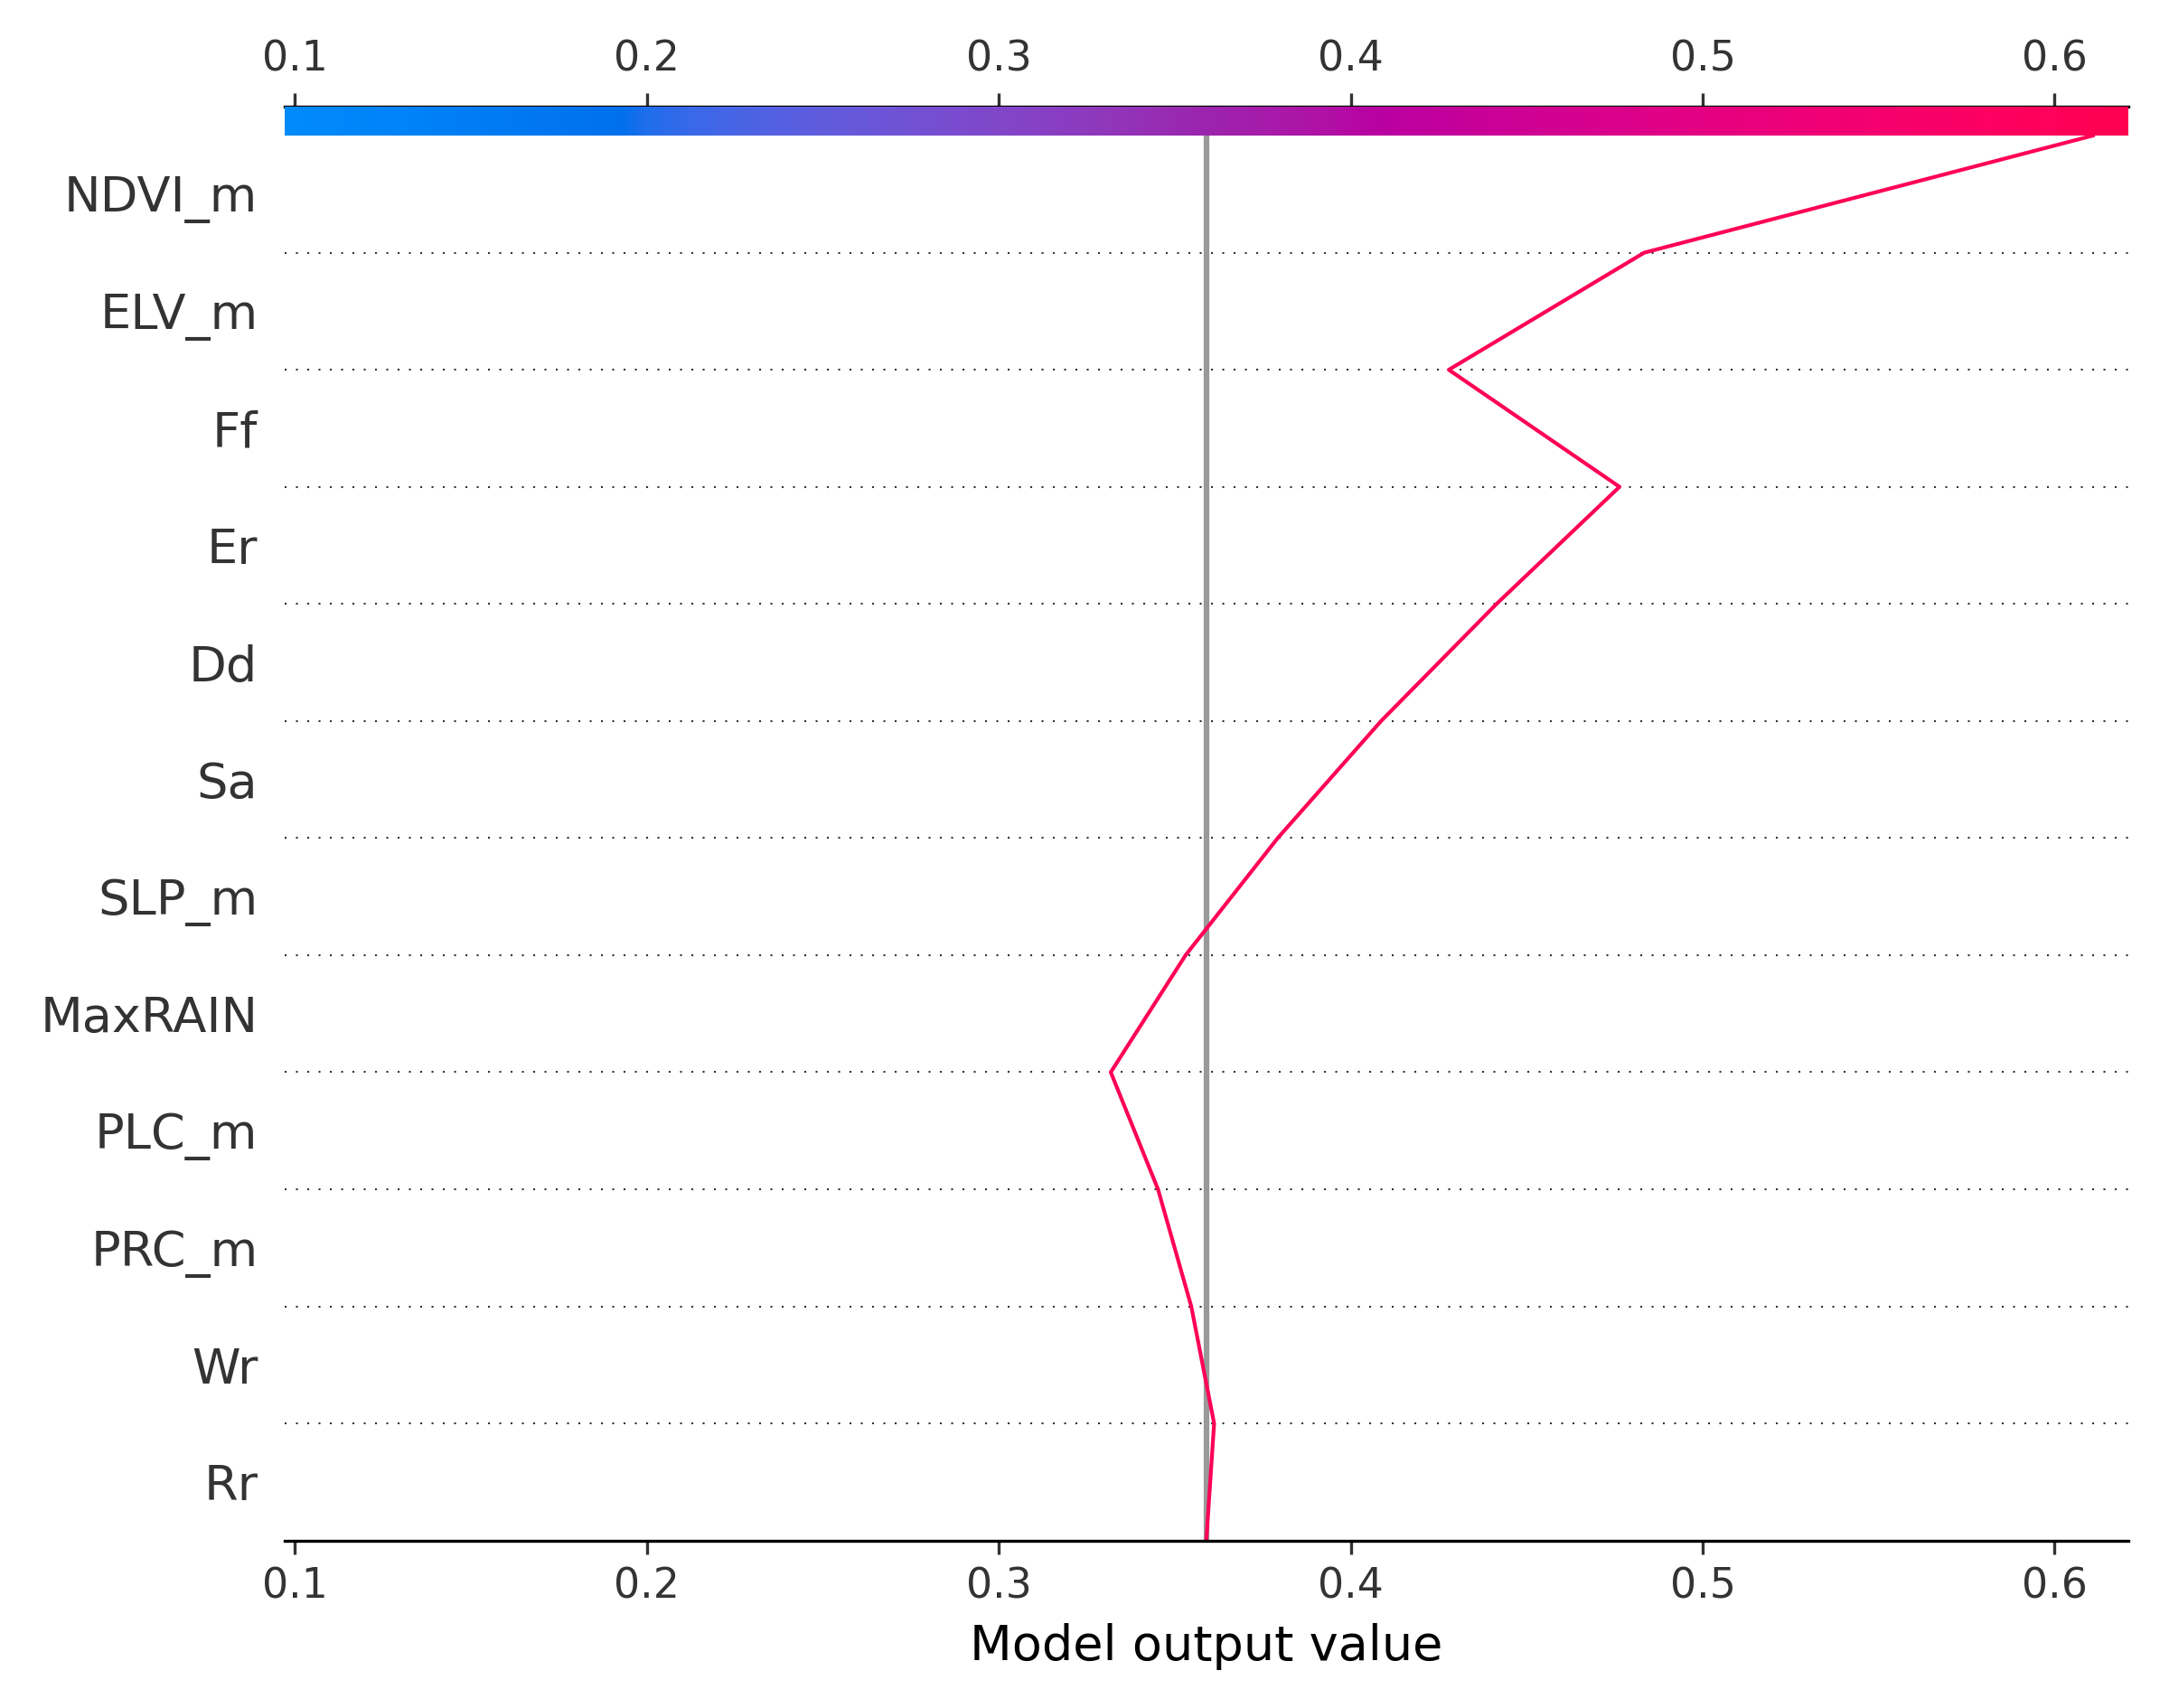 0.1 0.2 0.3 0.4 0.5 0.6
NDVI_m
ELV_m
Ff
Er
Dd
Sa
SLP_m
MaxRAIN
PLC_m
PRC_m
Wr
Rr
0.1 0.2 0.3 0.4 0.5 0.6
Model output value